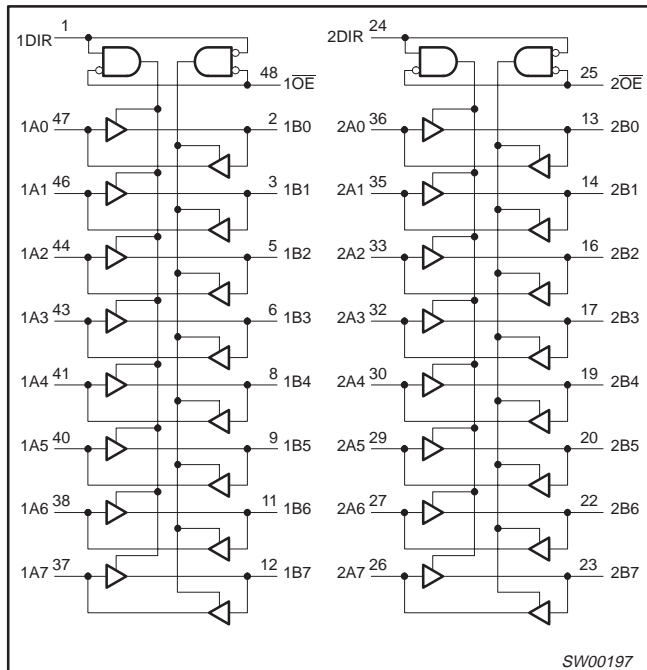 1DIR 1 2DIR 24
48 1O̅E̅ 25 2O̅E̅
1A0 47 2 1B0 2A0 36 13 2B0
1A1 46 3 1B1 2A1 35 14 2B1
1A2 44 5 1B2 2A2 33 16 2B2
1A3 43 6 1B3 2A3 32 17 2B3
1A4 41 8 1B4 2A4 30 19 2B4
1A5 40 9 1B5 2A5 29 20 2B5
1A6 38 11 1B6 2A6 27 22 2B6
1A7 37 12 1B7 2A7 26 23 2B7
SW00197